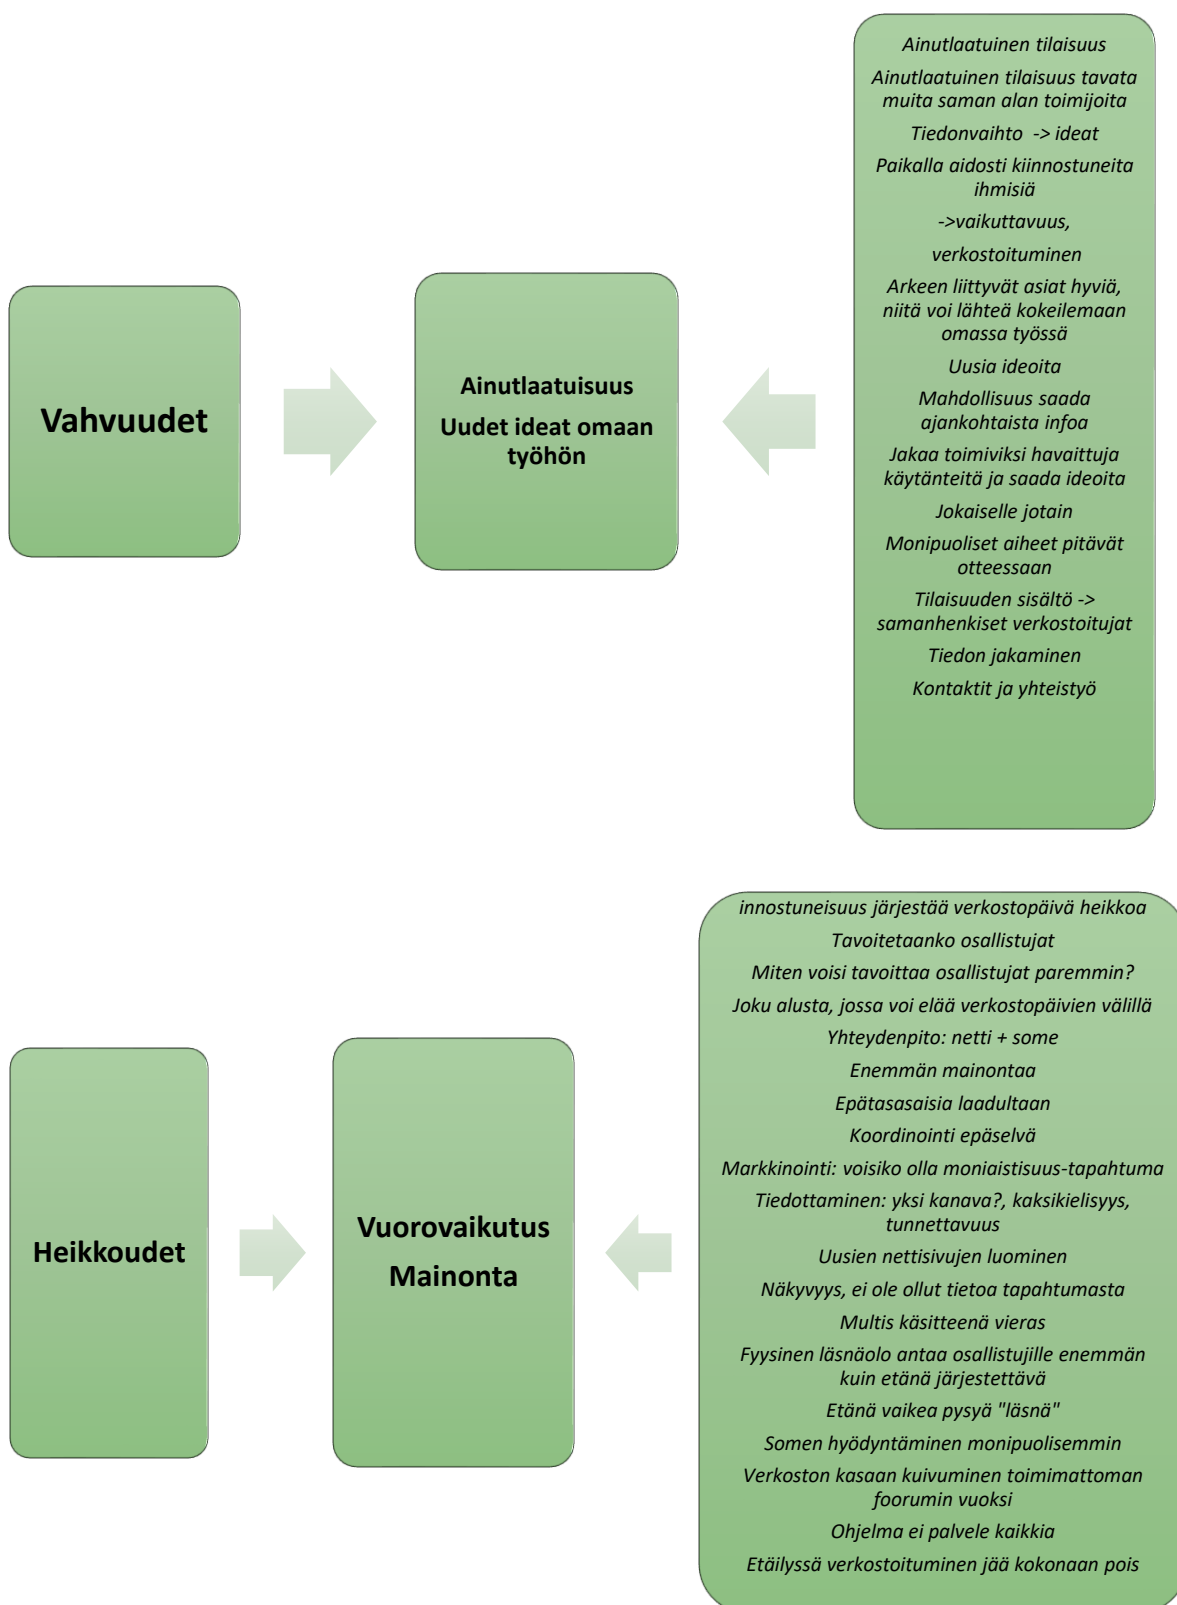 Vahvuudet
Ainutlaatuisuus
Uudet ideat omaan
työhön
Ainutlaatuinen tilaisuus
Ainutlaatuinen tilaisuus tavata
muita saman alan toimijoita
Tiedonvaihto -> ideat
Paikalla aidosti kiinnostuneita
ihmisiä
->vaikuttavuus,
verkostoituminen
Arkeen liittyvät asiat hyviä,
niitä voi lähteä kokeilemaan
omassa työssä
Uusia ideoita
Mahdollisuus saada
ajankohtaista infoa
Jakaa toimiviksi havaittuja
käytänteitä ja saada ideoita
Jokaiselle jotain
Monipuoliset aiheet pitävät
otteessaan
Tilaisuuden sisältö ->
samanhenkiset verkostoitujat
Tiedon jakaminen
Kontaktit ja yhteistyö
Heikkoudet
Vuorovaikutus
Mainonta
innostuneisuus järjestää verkostopäivä heikkoa
Tavoitetaanko osallistujat
Miten voisi tavoittaa osallistujat paremmin?
Joku alusta, jossa voi elää verkostopäivien välillä
Yhteydenpito: netti + some
Enemmän mainontaa
Epätasasaisia laadultaan
Koordinointi epäselvä
Markkinointi: voisiko olla moniaistisuus-tapahtuma
Tiedottaminen: yksi kanava?, kaksikielisyys,
tunnettavuus
Uusien nettisivujen luominen
Näkyvyys, ei ole ollut tietoa tapahtumasta
Multis käsitteenä vieras
Fyysinen läsnäolo antaa osallistujille enemmän
kuin etänä järjestettävä
Etänä vaikea pysyä "läsnä"
Somen hyödyntäminen monipuolisemmin
Verkoston kasaan kuivuminen toimimattoman
foorumin vuoksi
Ohjelma ei palvele kaikkia
Etäilyssä verkostoituminen jää kokonaan pois